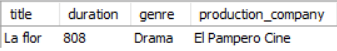 title duration genre production_company
La flor 808 Drama El Pampero Cine